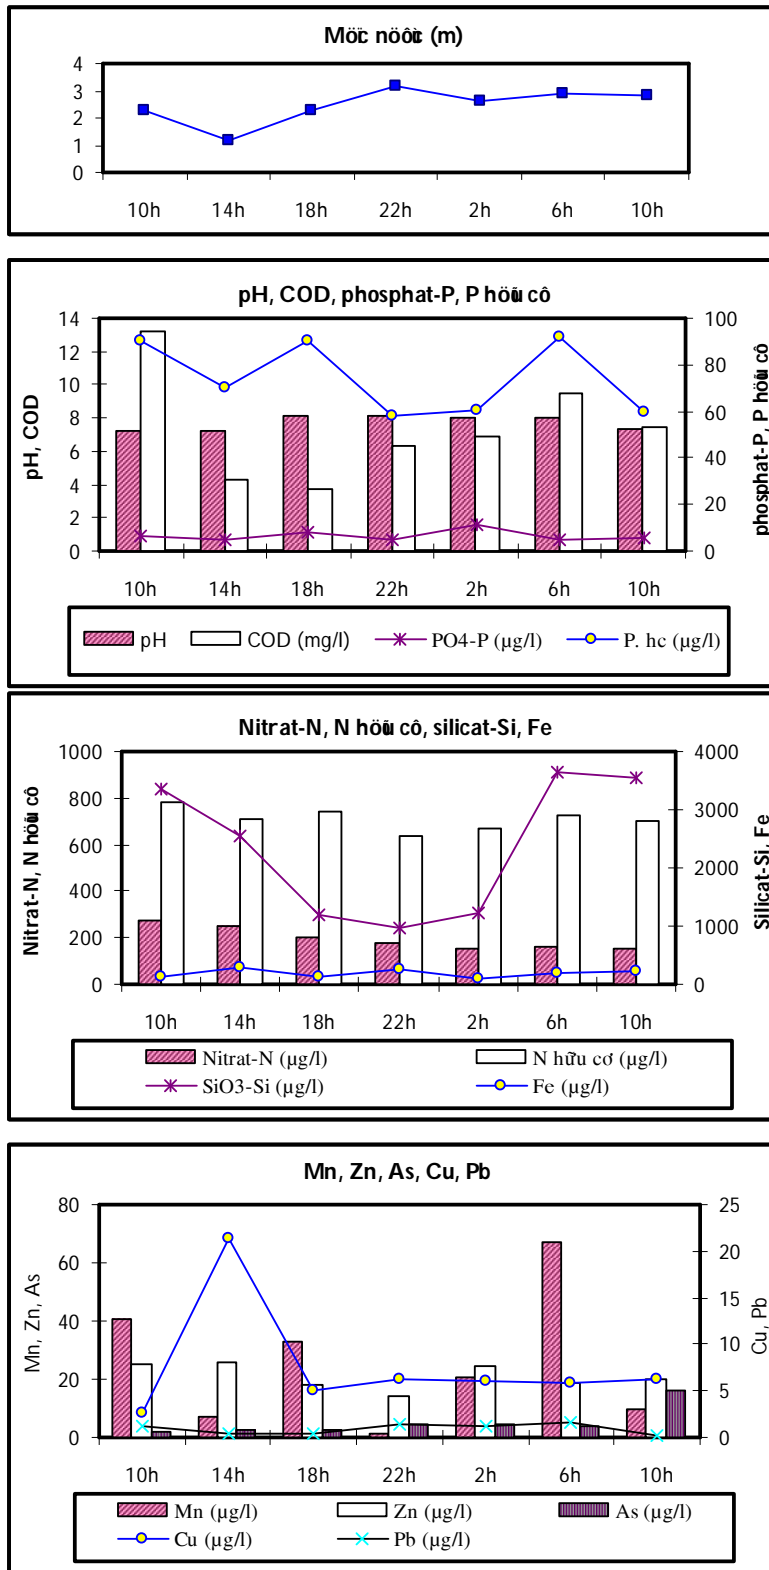 Möïc nöôùc (m)
4
3
2
1
0
10h 14h 18h 22h 2h 6h 10h
pH, COD, phosphat-P, P höõu cô
14
12
10
8
6
4
2
0
pH, COD
100
80
60
40
20
0
phosphat-P, P höõu cô
10h 14h 18h 22h 2h 6h 10h
pH COD (mg/l) PO4-P (µg/l) P. hc (µg/l)
Nitrat-N, N höõu cô, silicat-Si, Fe
1000
800
600
400
200
0
Nitrat-N, N höõu cô
4000
3000
2000
1000
0
Silicat-Si, Fe
10h 14h 18h 22h 2h 6h 10h
Nitrat-N (µg/l) N hữu cơ (µg/l)
SiO3-Si (µg/l) Fe (µg/l)
Mn, Zn, As, Cu, Pb
80
60
40
20
0
Mn, Zn, As
25
20
15
10
5
0
Cu, Pb
10h 14h 18h 22h 2h 6h 10h
Mn (µg/l) Zn (µg/l) As (µg/l)
Cu (µg/l) Pb (µg/l)